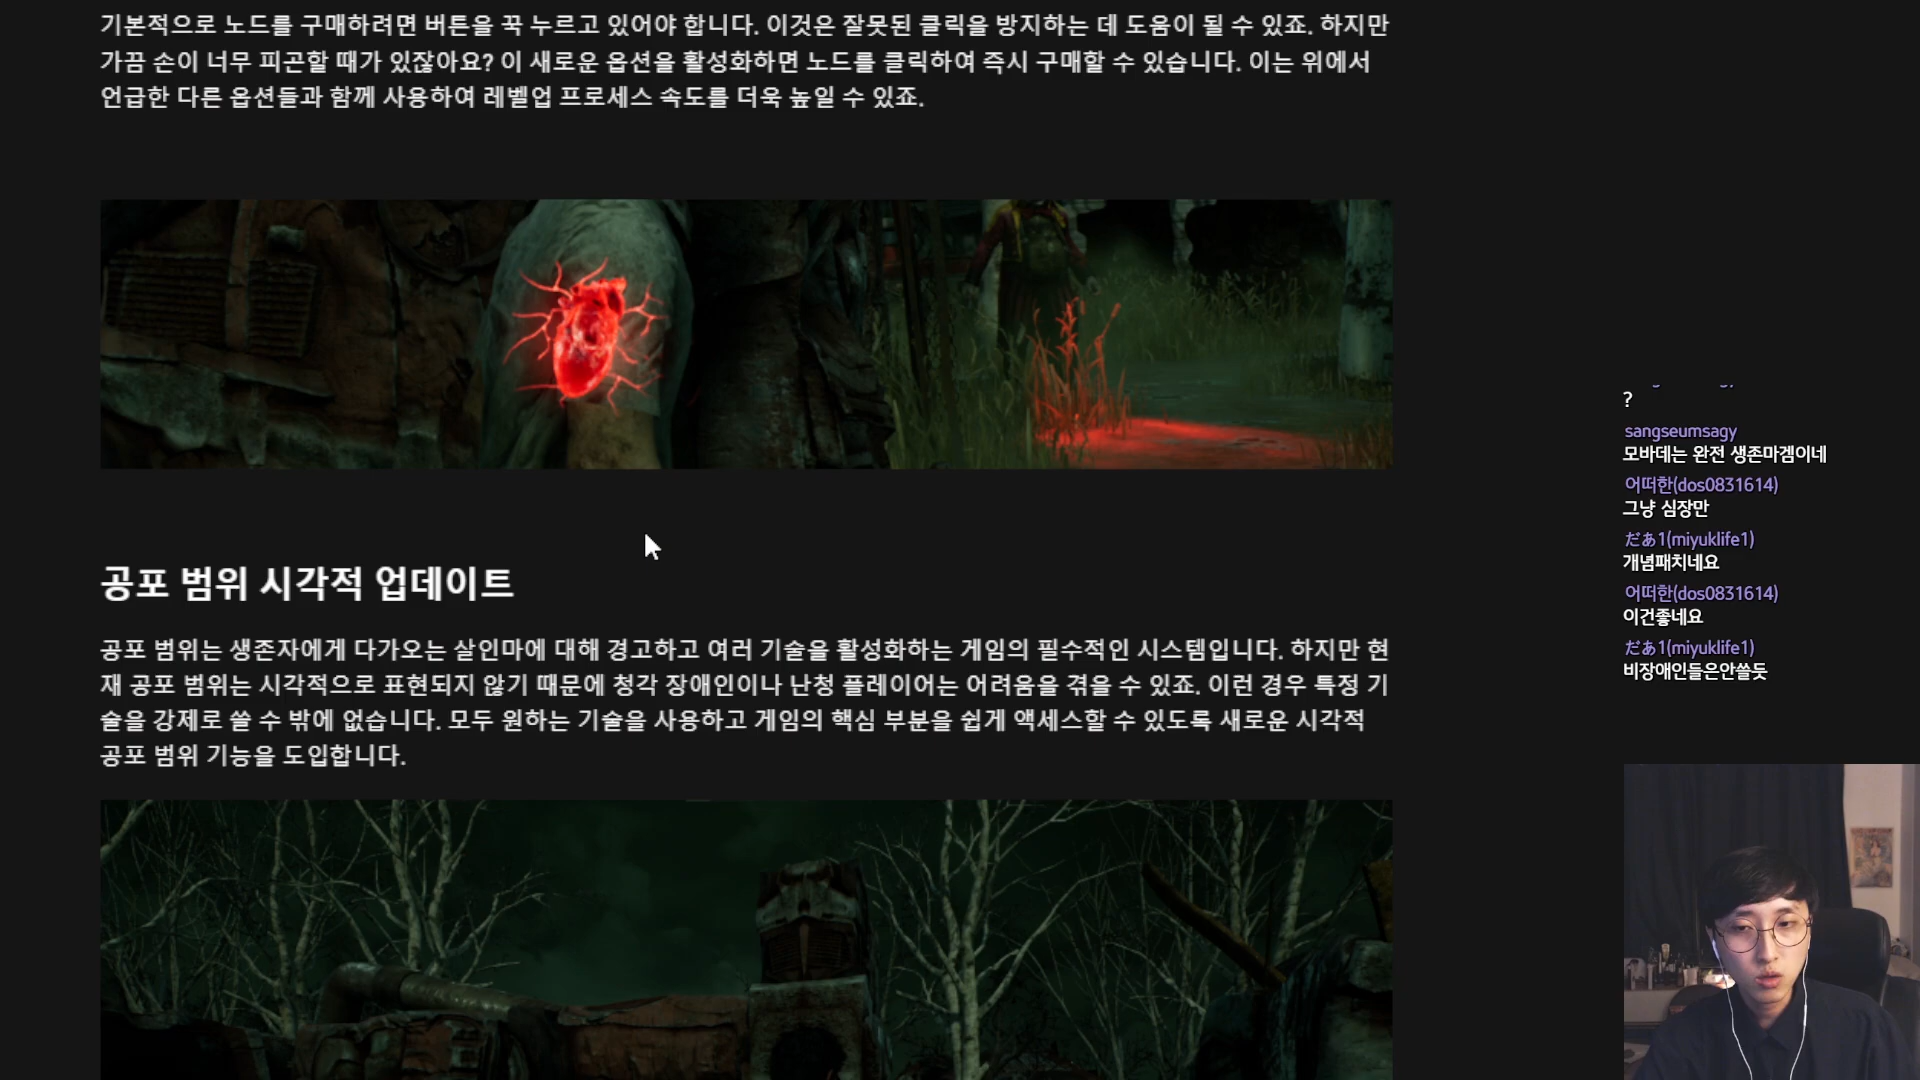 기본적으로 노드를 구매하려면 버튼을 꾹 누르고 있어야 합니다. 이것은 잘못된 클릭을 방지하는 데 도움이 될 수 있죠. 하지만
가끔 손이 너무 피곤할 때가 있잖아요? 이 새로운 옵션을 활성화하면 노드를 클릭하여 즉시 구매할 수 있습니다. 이는 위에서
언급한 다른 옵션들과 함께 사용하여 레벨업 프로세스 속도를 더욱 높일 수 있죠.
공포 범위 시각적 업데이트
공포 범위는 생존자에게 다가오는 살인마에 대해 경고하고 여러 기술을 활성화하는 게임의 필수적인 시스템입니다. 하지만 현
재 공포 범위는 시각적으로 표현되지 않기 때문에 청각 장애인이나 난청 플레이어는 어려움을 겪을 수 있죠. 이런 경우 특정 기
술을 강제로 쓸 수 밖에 없습니다. 모두 원하는 기술을 사용하고 게임의 핵심 부분을 쉽게 액세스할 수 있도록 새로운 시각적
공포 범위 기능을 도입합니다.
?
sangseumsagy
모바데는 완전 생존마겜이네
어떠한(dos0831614)
그냥 심장만
だあ1(miyuklife1)
개념패치네요
어떠한(dos0831614)
이건좋네요
だあ1(miyuklife1)
비장애인들은안쓸듯